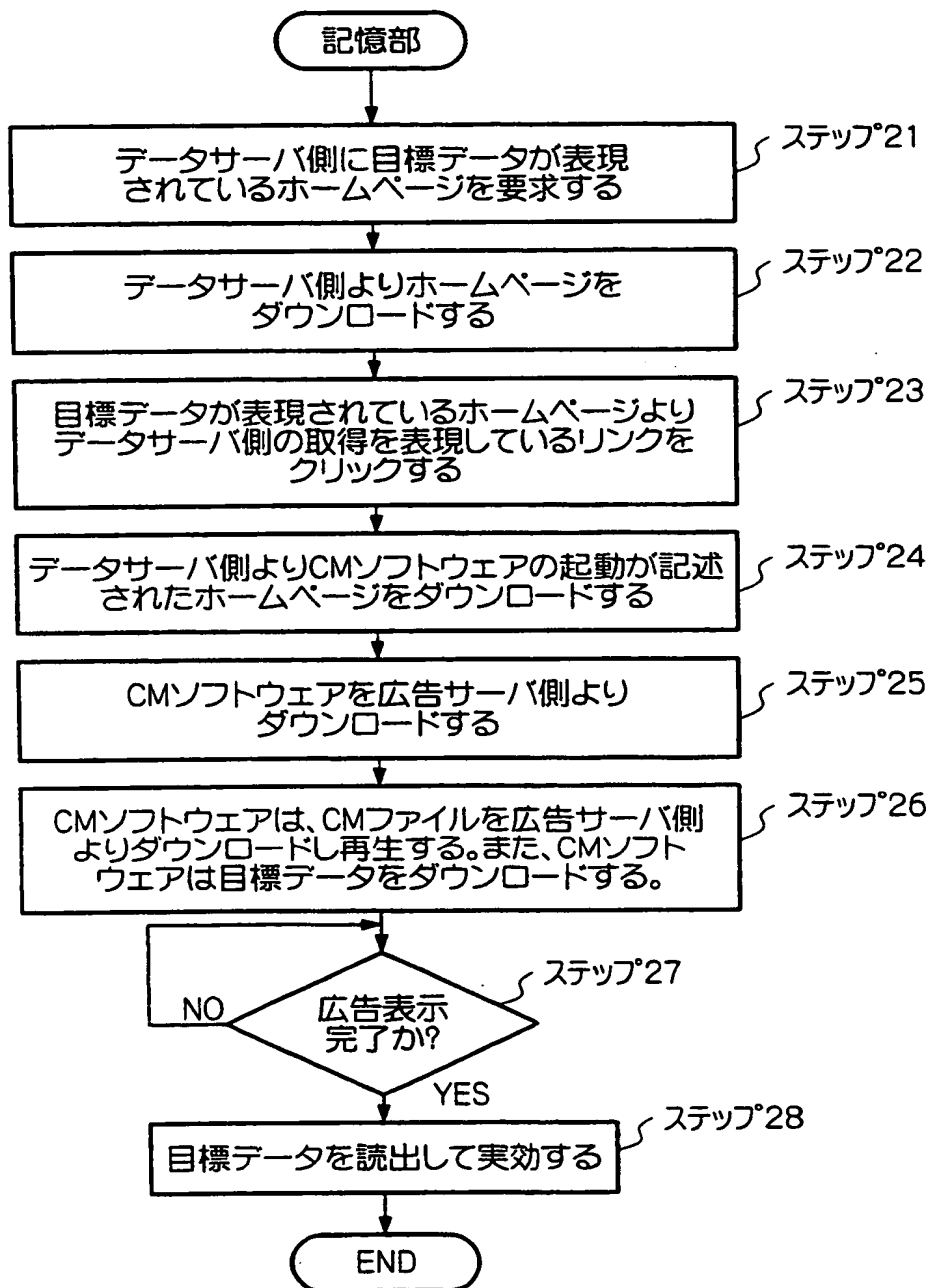 記憶部
データサーバ側に目標データが表現
されているホームページを要求する
ステップ21
データサーバ側よりホームページを
ダウンロードする
ステップ22
目標データが表現されているホームページより
データサーバ側の取得を表現しているリンクを
クリックする
ステップ23
データサーバ側よりCMソフトウェアの起動が記述
されたホームページをダウンロードする
ステップ24
CMソフトウェアを広告サーバ側より
ダウンロードする
ステップ25
CMソフトウェアは、CMファイルを広告サーバ側
よりダウンロードし再生する。また、CMソフト
ウェアは目標データをダウンロードする。
ステップ26
広告表示
完了か?
ステップ27
NO
YES
目標データを読出して実効する
ステップ28
END